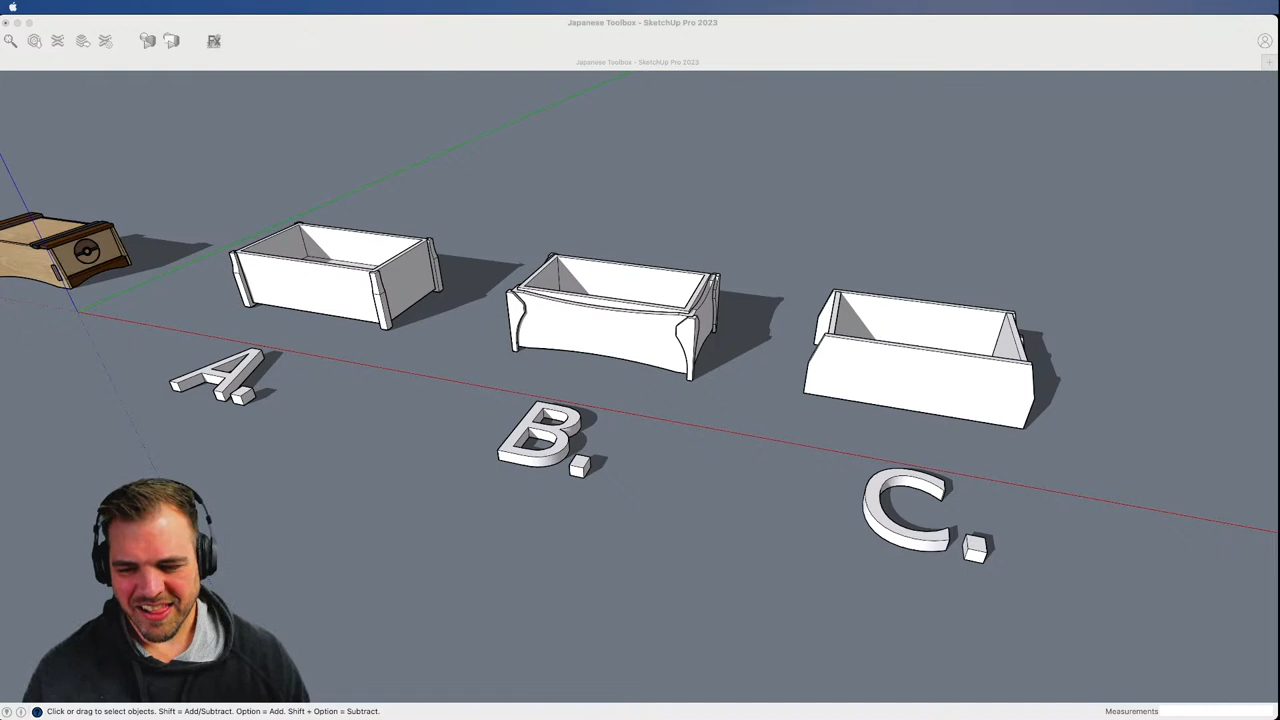 Japanese Toolbox - SketchUp Pro 2023
Japanese Toolbox - SketchUp Pro 2023
A.
B.
C.
Click or drag to select objects. Shift = Add/Subtract. Option = Add. Shift + Option = Subtract.
Measurements